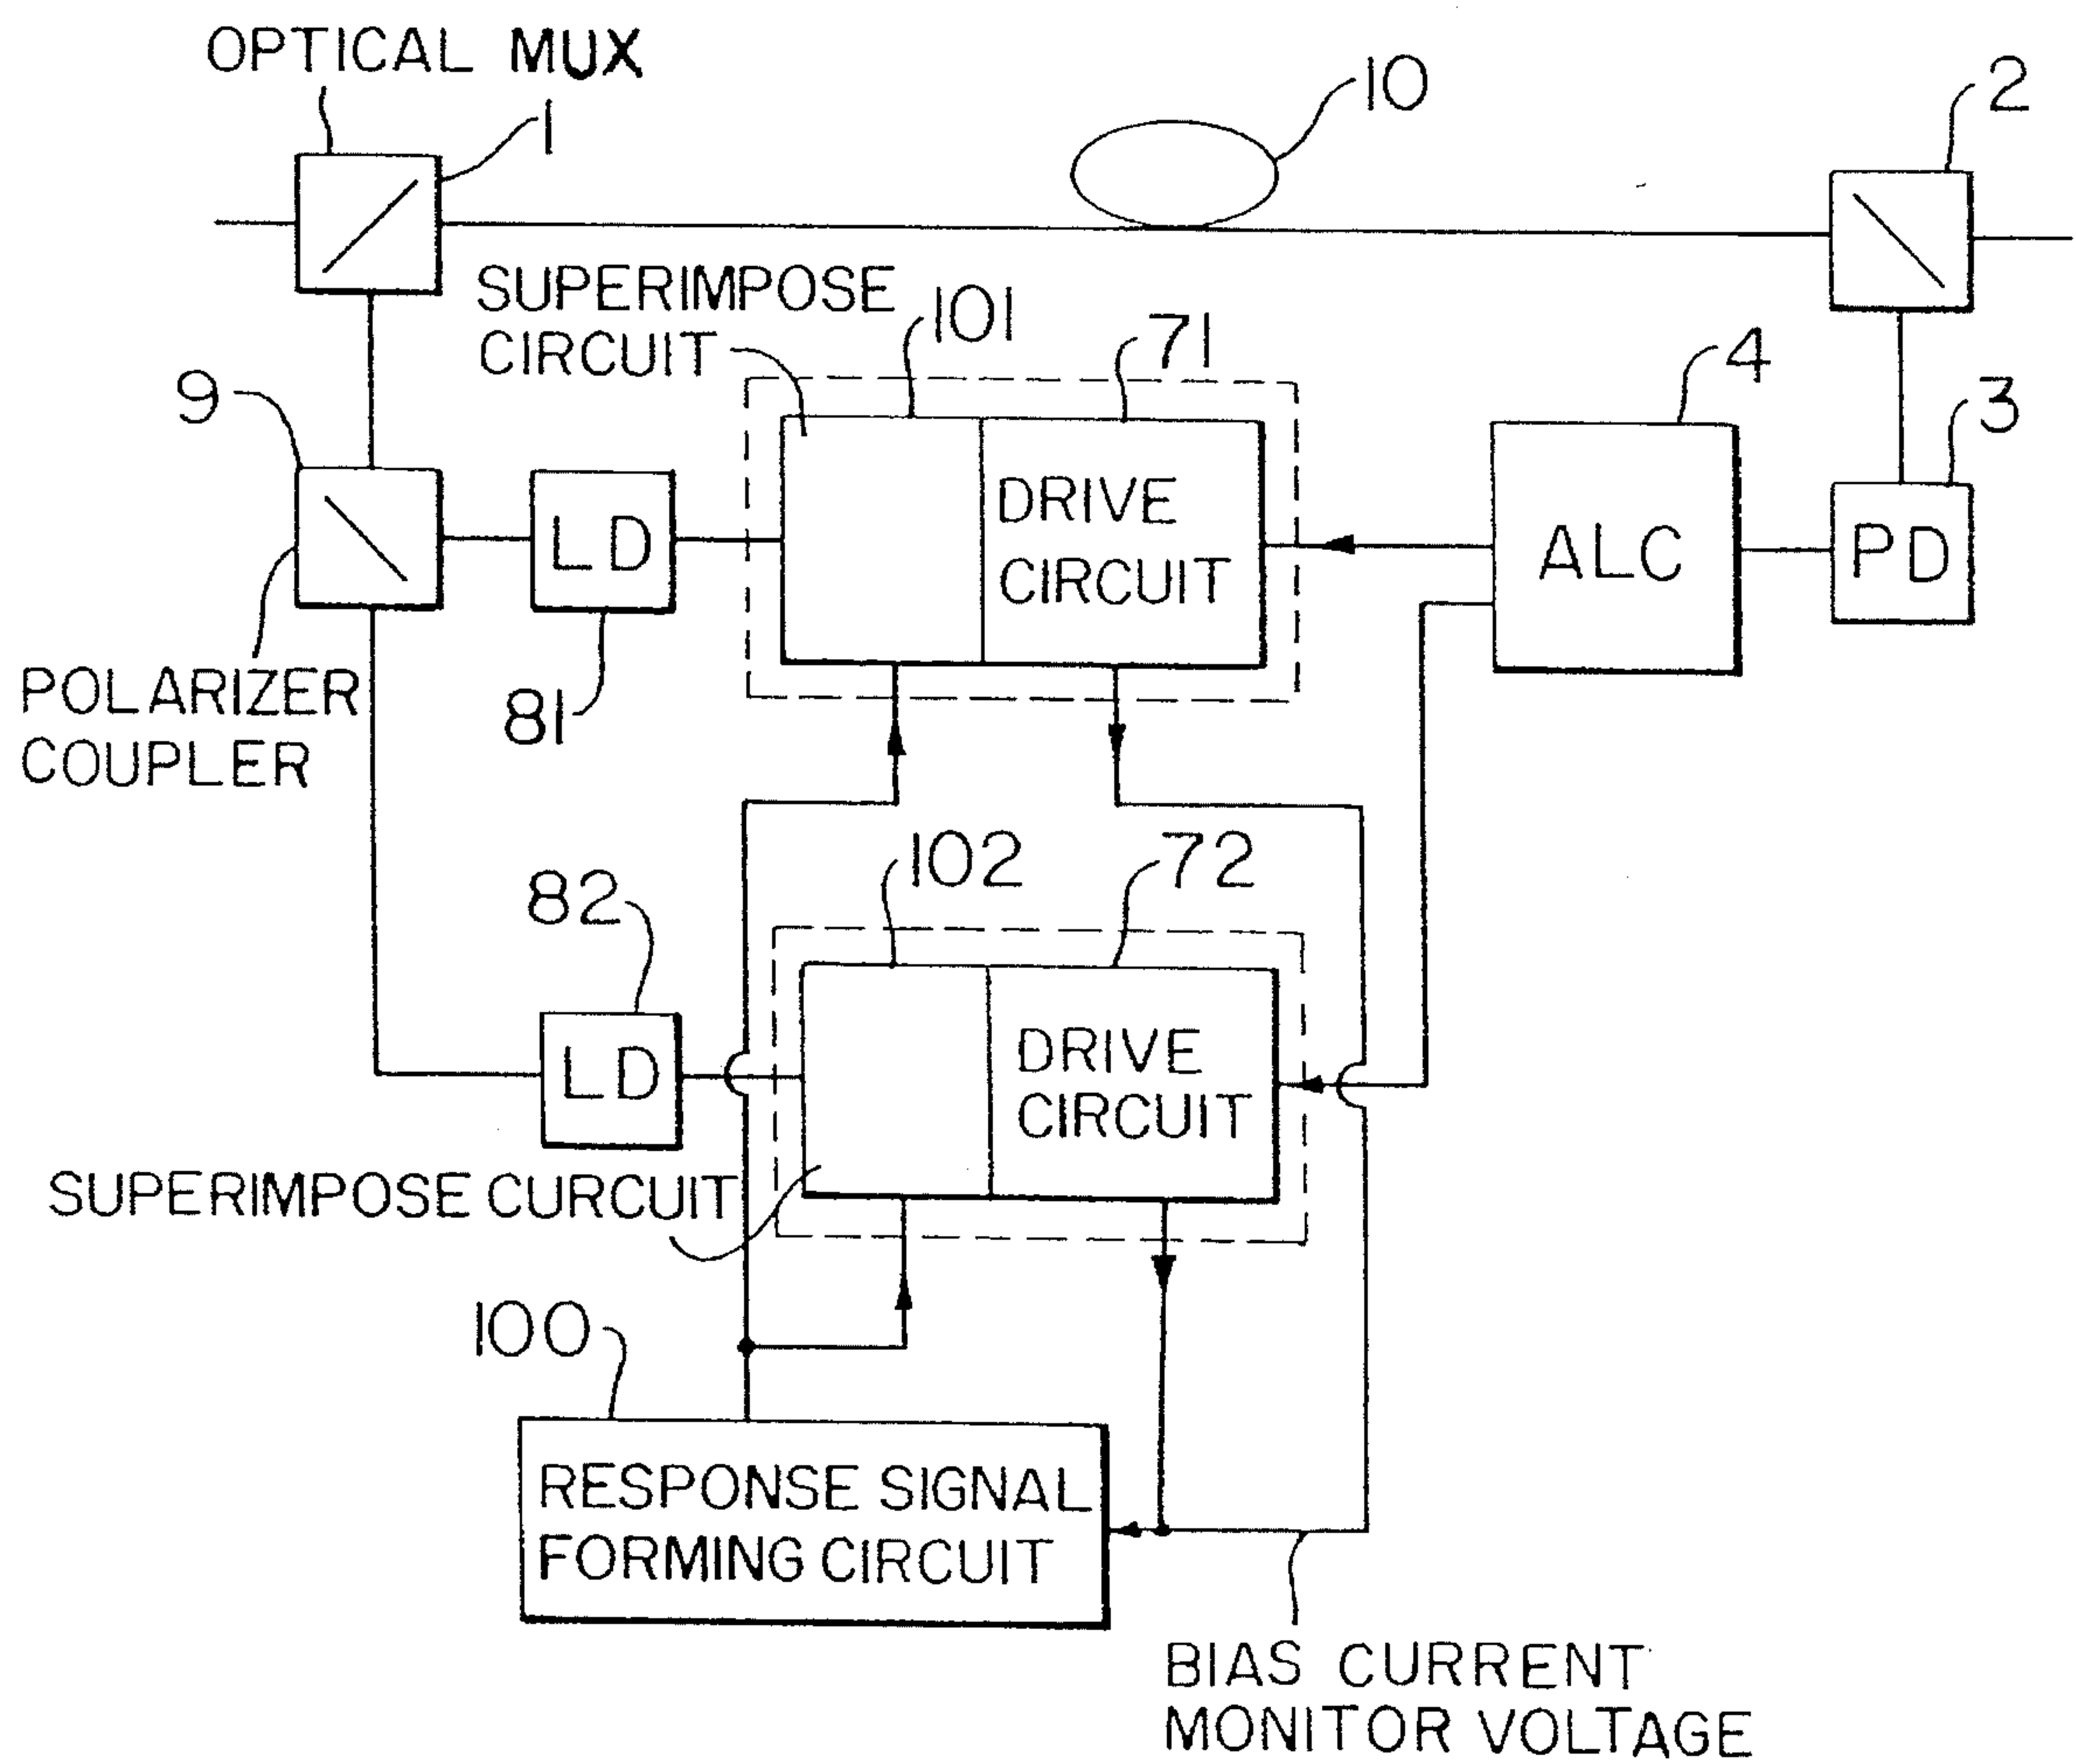 OPTICAL MUX
1
10
2
SUPERIMPOSE
CIRCUIT
101
71
4
3
9
LD
DRIVE
CIRCUIT
ALC
PD
81
POLARIZER
COUPLER
102
72
82
LD
DRIVE
CIRCUIT
SUPERIMPOSE CURCUIT
100
RESPONSE SIGNAL
FORMING CIRCUIT
BIAS CURRENT
MONITOR VOLTAGE